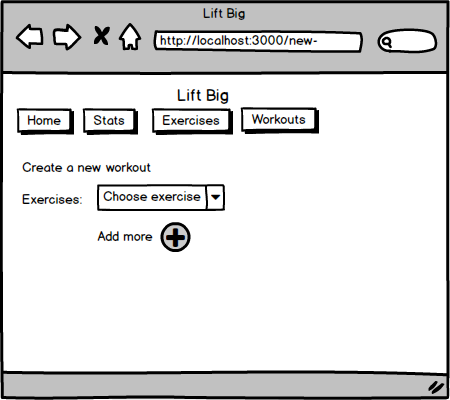 Lift Big
http://localhost:3000/new-
Lift Big
Home Stats Exercises Workouts
Create a new workout
Exercises: Choose exercise
Add more